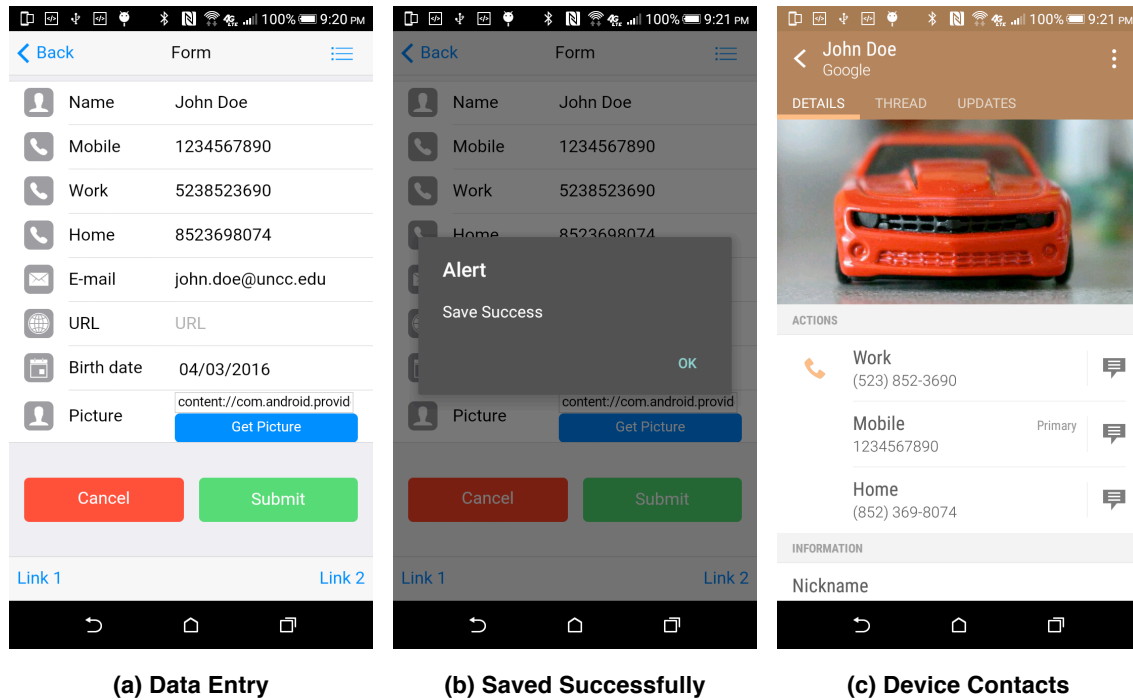 100% 9:20 PM
Back Form
Name John Doe
Mobile 1234567890
Work 5238523690
Home 8523698074
E-mail john.doe@uncc.edu
URL URL
Birth date 04/03/2016
Picture content://com.android.provid
Get Picture
Cancel Submit
Link 1 Link 2
(a) Data Entry
100% 9:21 PM
Back Form
Name John Doe
Mobile 1234567890
Work 5238523690
Home 8523698074
Alert
Save Success
OK
Picture content://com.android.provid
Get Picture
Cancel Submit
Link 1 Link 2
(b) Saved Successfully
100% 9:21 PM
John Doe
Google
DETAILS THREAD UPDATES
ACTIONS
Work
(523) 852-3690
Mobile Primary
1234567890
Home
(852) 369-8074
INFORMATION
Nickname
(c) Device Contacts